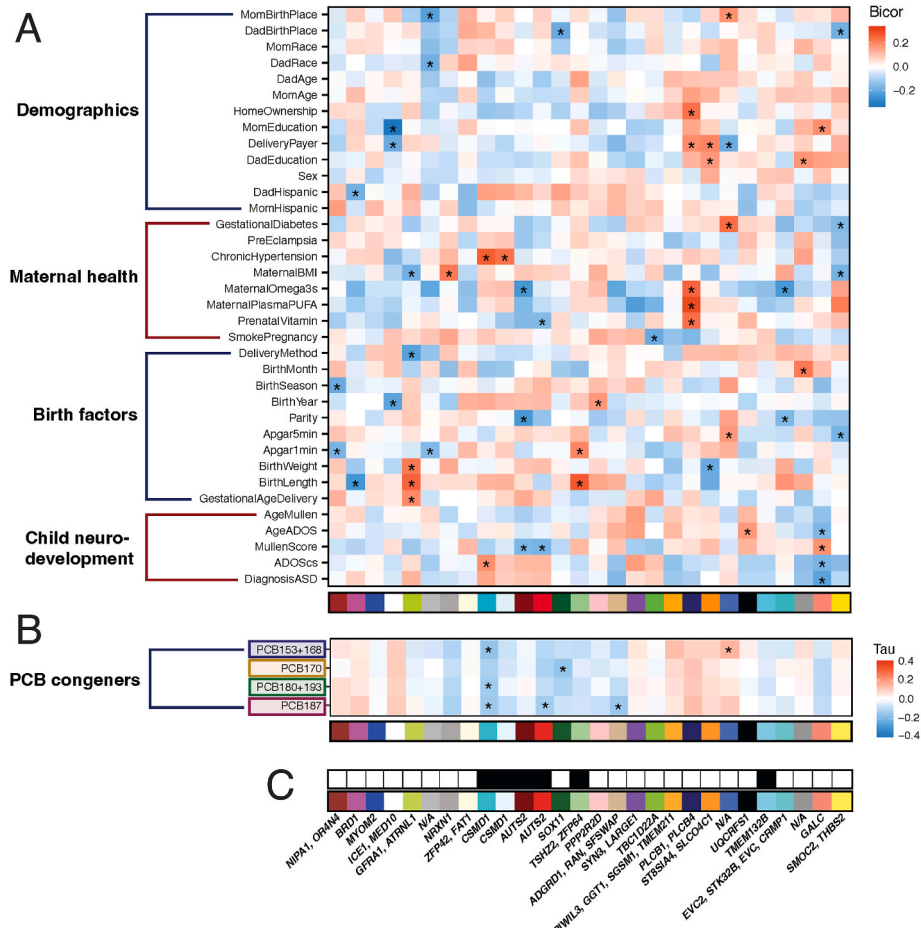 A
Bicor
0.2
0.0
−0.2
Demographics
MomBirthPlace
DadBirthPlace
MomRace
DadRace
DadAge
MomAge
HomeOwnership
MomEducation
DeliveryPayer
DadEducation
Sex
DadHispanic
MomHispanic
Maternal health
GestationalDiabetes
PreEclampsia
ChronicHypertension
MaternalBMI
MaternalOmega3s
MaternalPlasmaPUFA
PrenatalVitamin
SmokePregnancy
Birth factors
DeliveryMethod
BirthMonth
BirthSeason
BirthYear
Parity
Apgar5min
Apgar1min
BirthWeight
BirthLength
GestationalAgeDelivery
Child neuro-
development
AgeMullen
AgeADOS
MullenScore
ADOScs
DiagnosisASD
B
PCB congeners
PCB153+168
PCB170
PCB180+193
PCB187
Tau
0.4
0.2
0.0
−0.2
−0.4
C
NIPA1, OR4N4
BRD1
MYOM2
ICE1, MED10
GFRA1, ATRNL1
N/A
NRXN1
ZFP42, FAT1
CSMD1
CSMD1
AUTS2
AUTS2
SOX11
TSHZ2, ZFP64
PPP2R2D
ADGRD1, RAN, SFSWAP
SYN3, LARGE1
TBC1D22A
PIWIL3, GGT1, SGSM1, TMEM211
PLCB1, PLCB4
ST8SIA4, SLCO4C1
N/A
UQCRFS1
TMEM132B
EVC2, STK32B, EVC, CRMP1
N/A
GALC
SMOC2, THBS2